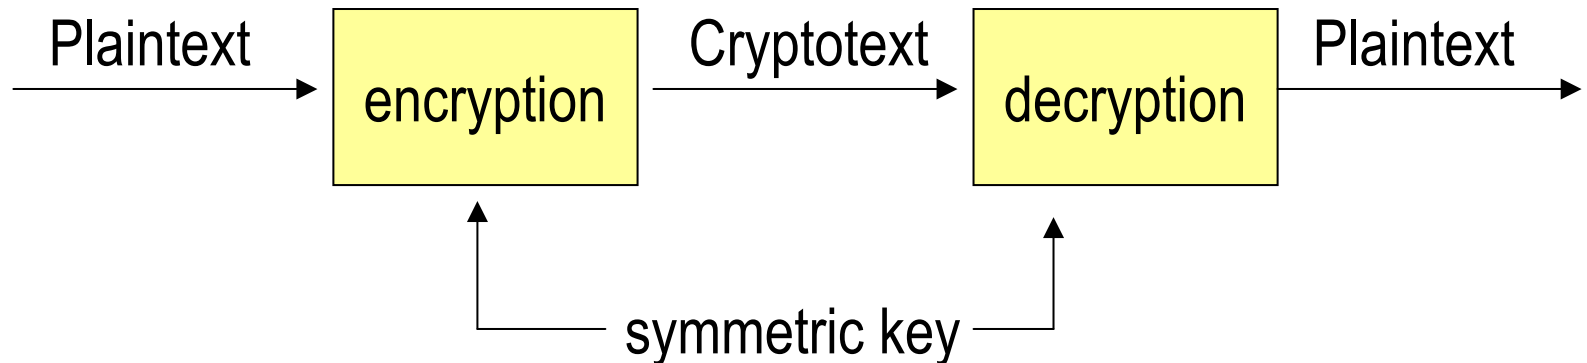 Plaintext
encryption
Cryptotext
decryption
Plaintext
symmetric key